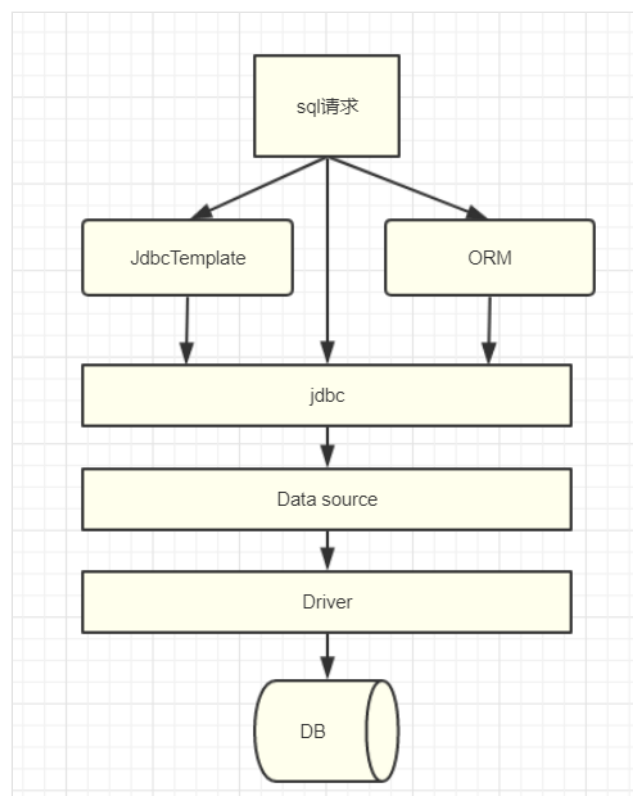 sql请求
JdbcTemplate
ORM
jdbc
Data source
Driver
DB